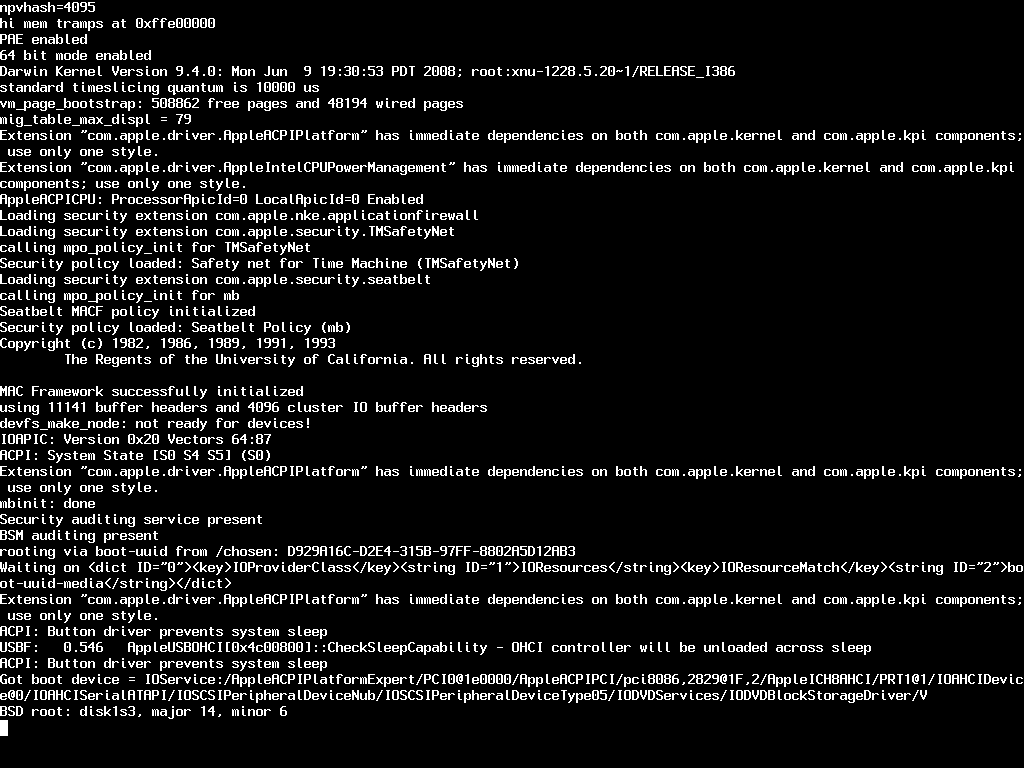 npvhash=4095
hi mem tramps at 0xffe00000
PAE enabled
64 bit mode enabled
Darwin Kernel Version 9.4.0: Mon Jun  9 19:30:53 PDT 2008; root:xnu-1228.5.20~1/RELEASE_I386
standard timeslicing quantum is 10000 us
vm_page_bootstrap: 508862 free pages and 48194 wired pages
mig_table_max_displ = 79
Extension "com.apple.driver.AppleACPIPlatform" has immediate dependencies on both com.apple.kernel and com.apple.kpi components;
 use only one style.
Extension "com.apple.driver.AppleIntelCPUPowerManagement" has immediate dependencies on both com.apple.kernel and com.apple.kpi
components; use only one style.
AppleACPICPU: ProcessorApicId=0 LocalApicId=0 Enabled
Loading security extension com.apple.nke.applicationfirewall
Loading security extension com.apple.security.TMSafetyNet
calling mpo_policy_init for TMSafetyNet
Security policy loaded: Safety net for Time Machine (TMSafetyNet)
Loading security extension com.apple.security.seatbelt
calling mpo_policy_init for mb
Seatbelt MACF policy initialized
Security policy loaded: Seatbelt Policy (mb)
Copyright (c) 1982, 1986, 1989, 1991, 1993
        The Regents of the University of California. All rights reserved.

MAC Framework successfully initialized
using 11141 buffer headers and 4096 cluster IO buffer headers
devfs_make_node: not ready for devices!
IOAPIC: Version 0x20 Vectors 64:87
ACPI: System State [S0 S4 S5] (S0)
Extension "com.apple.driver.AppleACPIPlatform" has immediate dependencies on both com.apple.kernel and com.apple.kpi components;
 use only one style.
mbinit: done
Security auditing service present
BSM auditing present
rooting via boot-uuid from /chosen: D929A16C-D2E4-315B-97FF-8802A5D12AB3
Waiting on <dict ID="0"><key>IOProviderClass</key><string ID="1">IOResources</string><key>IOResourceMatch</key><string ID="2">bo
ot-uuid-media</string></dict>
Extension "com.apple.driver.AppleACPIPlatform" has immediate dependencies on both com.apple.kernel and com.apple.kpi components;
 use only one style.
ACPI: Button driver prevents system sleep
USBF:   0.546   AppleUSBOHCI[0x4c00800]::CheckSleepCapability - OHCI controller will be unloaded across sleep
ACPI: Button driver prevents system sleep
Got boot device = IOService:/AppleACPIPlatformExpert/PCI0@1e0000/AppleACPIPCI/pci8086,2829@1F,2/AppleICH8AHCI/PRT1@1/IOAHCIDevic
e@0/IOAHCISerialATAPI/IOSCSIPeripheralDeviceNub/IOSCSIPeripheralDeviceType05/IODVDServices/IODVDBlockStorageDriver/V
BSD root: disk1s3, major 14, minor 6